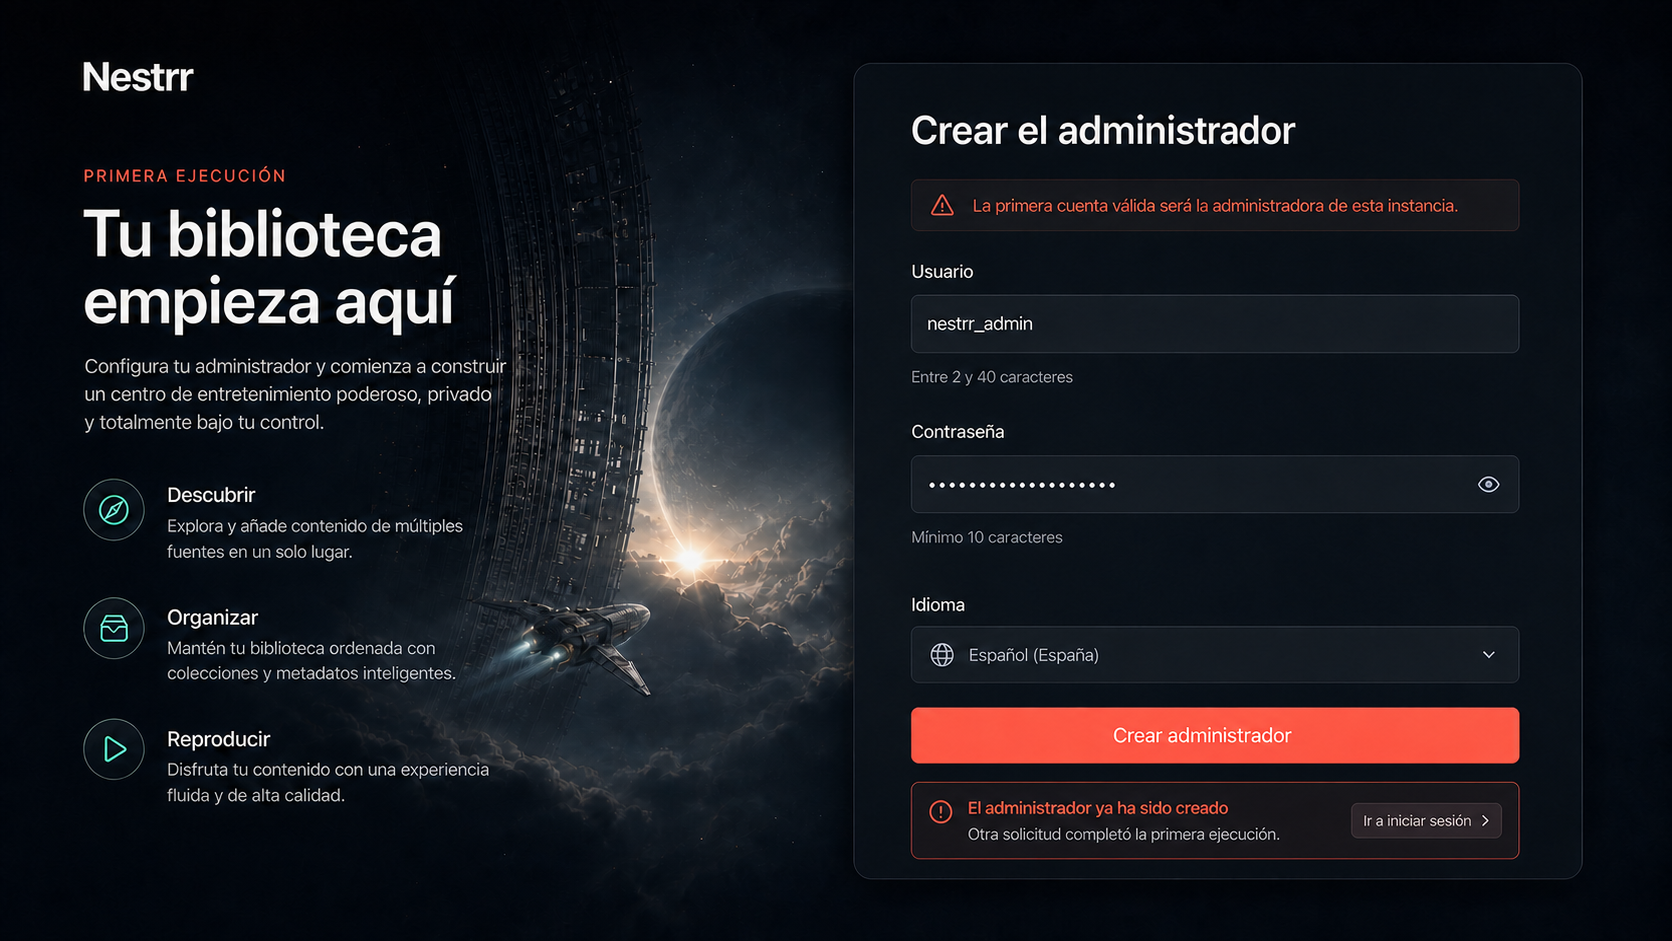 Nestrr
PRIMERA EJECUCIÓN
Tu biblioteca
empieza aquí
Configura tu administrador y comienza a construir
un centro de entretenimiento poderoso, privado
y totalmente bajo tu control.
Descubrir
Explora y añade contenido de múltiples
fuentes en un solo lugar.
Organizar
Mantén tu biblioteca ordenada con
colecciones y metadatos inteligentes.
Reproducir
Disfruta tu contenido con una experiencia
fluida y de alta calidad.
Crear el administrador
La primera cuenta válida será la administradora de esta instancia.
Usuario
nestrr_admin
Entre 2 y 40 caracteres
Contraseña
•••••••••••••••••••
Mínimo 10 caracteres
Idioma
Español (España)
Crear administrador
El administrador ya ha sido creado
Otra solicitud completó la primera ejecución.
Ir a iniciar sesión